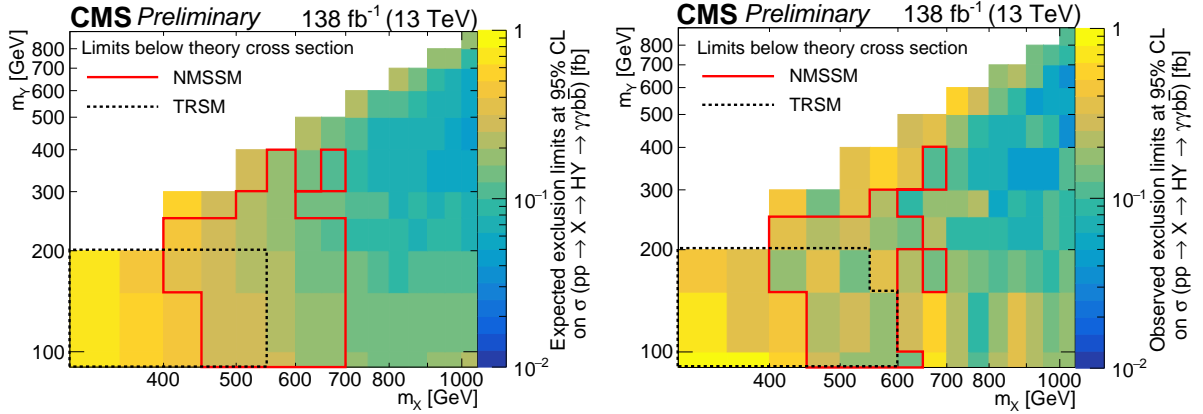 CMS Preliminary 138 fb⁻¹ (13 TeV)
Limits below theory cross section
NMSSM
TRSM
m_Y [GeV]
800
700
600
500
400
300
200
100
400 500 600 700 1000
m_X [GeV]
1
10⁻¹
10⁻²
Expected exclusion limits at 95% CL
on σ (pp → X → HY → γγbb̄) [fb]
CMS Preliminary 138 fb⁻¹ (13 TeV)
Limits below theory cross section
NMSSM
TRSM
m_Y [GeV]
800
700
600
500
400
300
200
100
400 500 600 700 800 1000
m_X [GeV]
1
10⁻¹
10⁻²
Observed exclusion limits at 95% CL
on σ (pp → X → HY → γγbb̄) [fb]